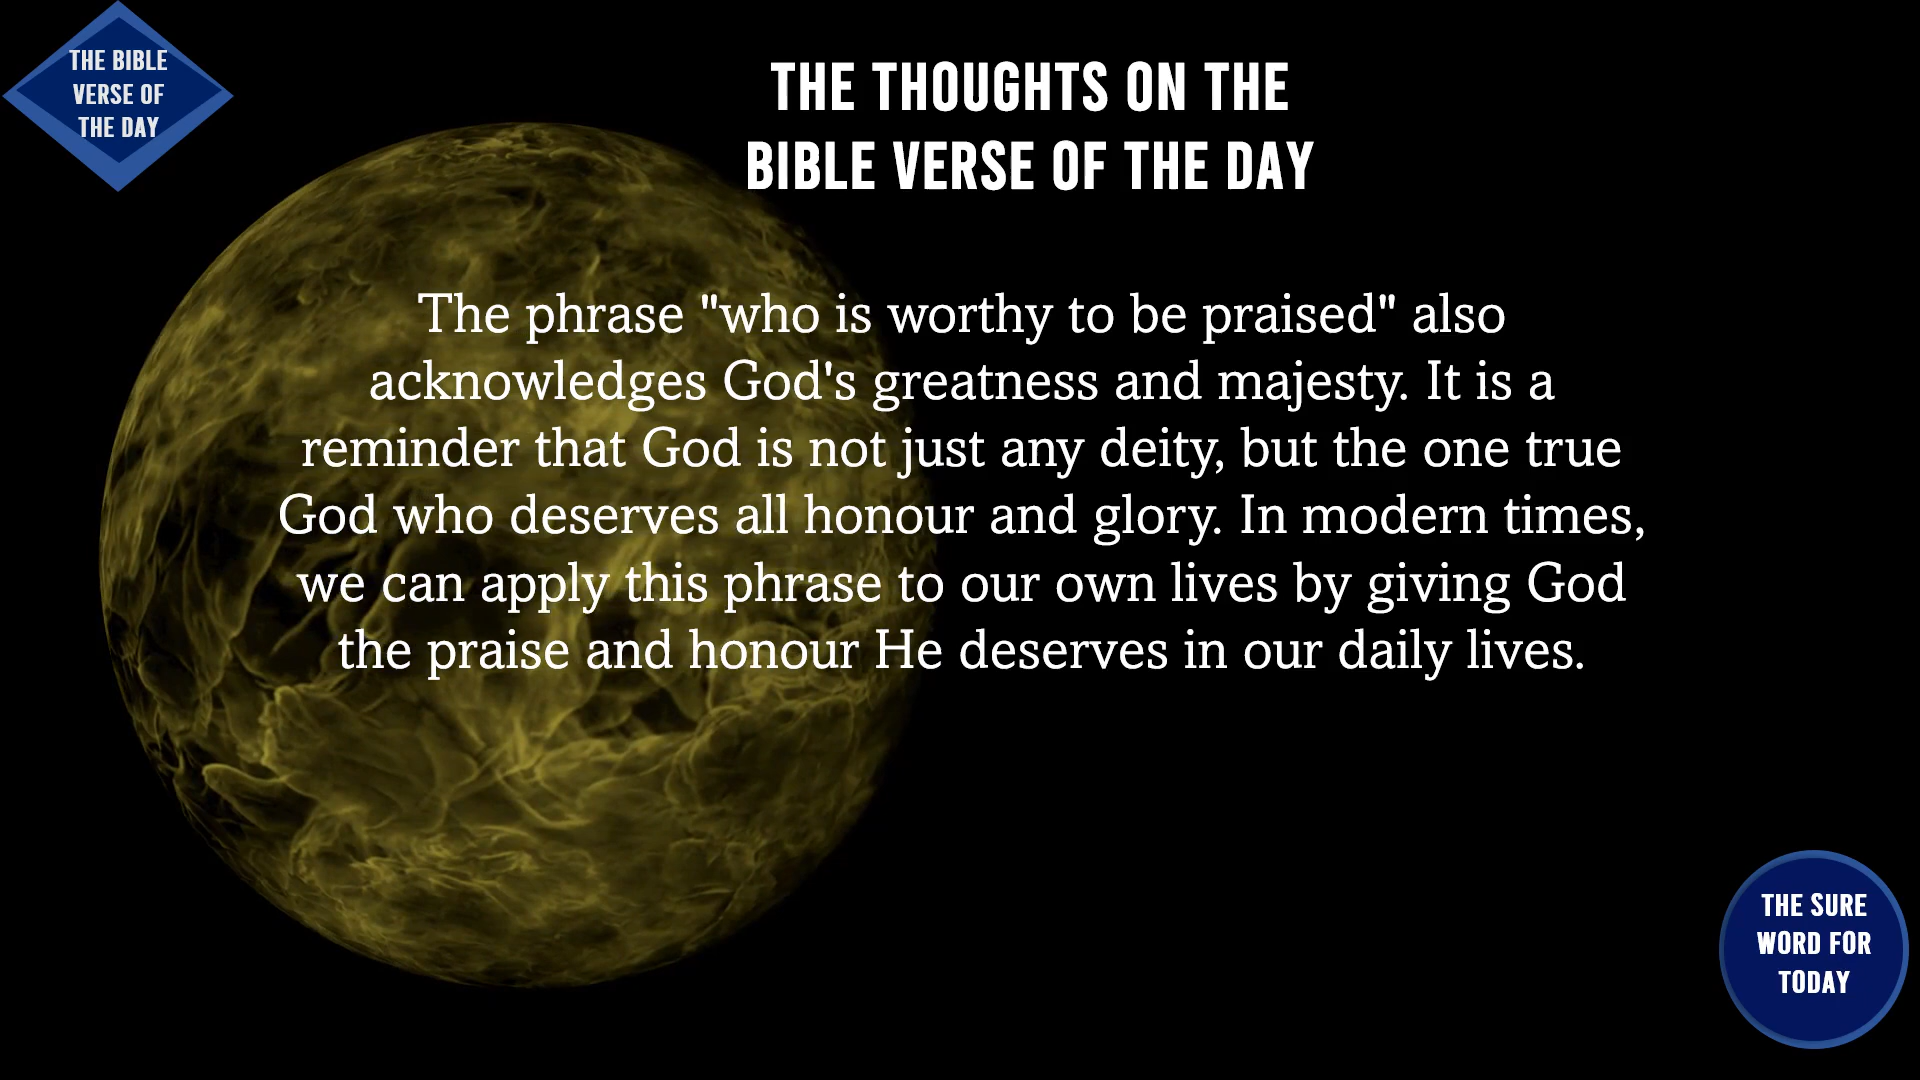 THE BIBLE
VERSE OF
THE DAY
THE THOUGHTS ON THE
BIBLE VERSE OF THE DAY
The phrase "who is worthy to be praised" also
acknowledges God's greatness and majesty. It is a
reminder that God is not just any deity, but the one true
God who deserves all honour and glory. In modern times,
we can apply this phrase to our own lives by giving God
the praise and honour He deserves in our daily lives.
THE SURE
WORD FOR
TODAY